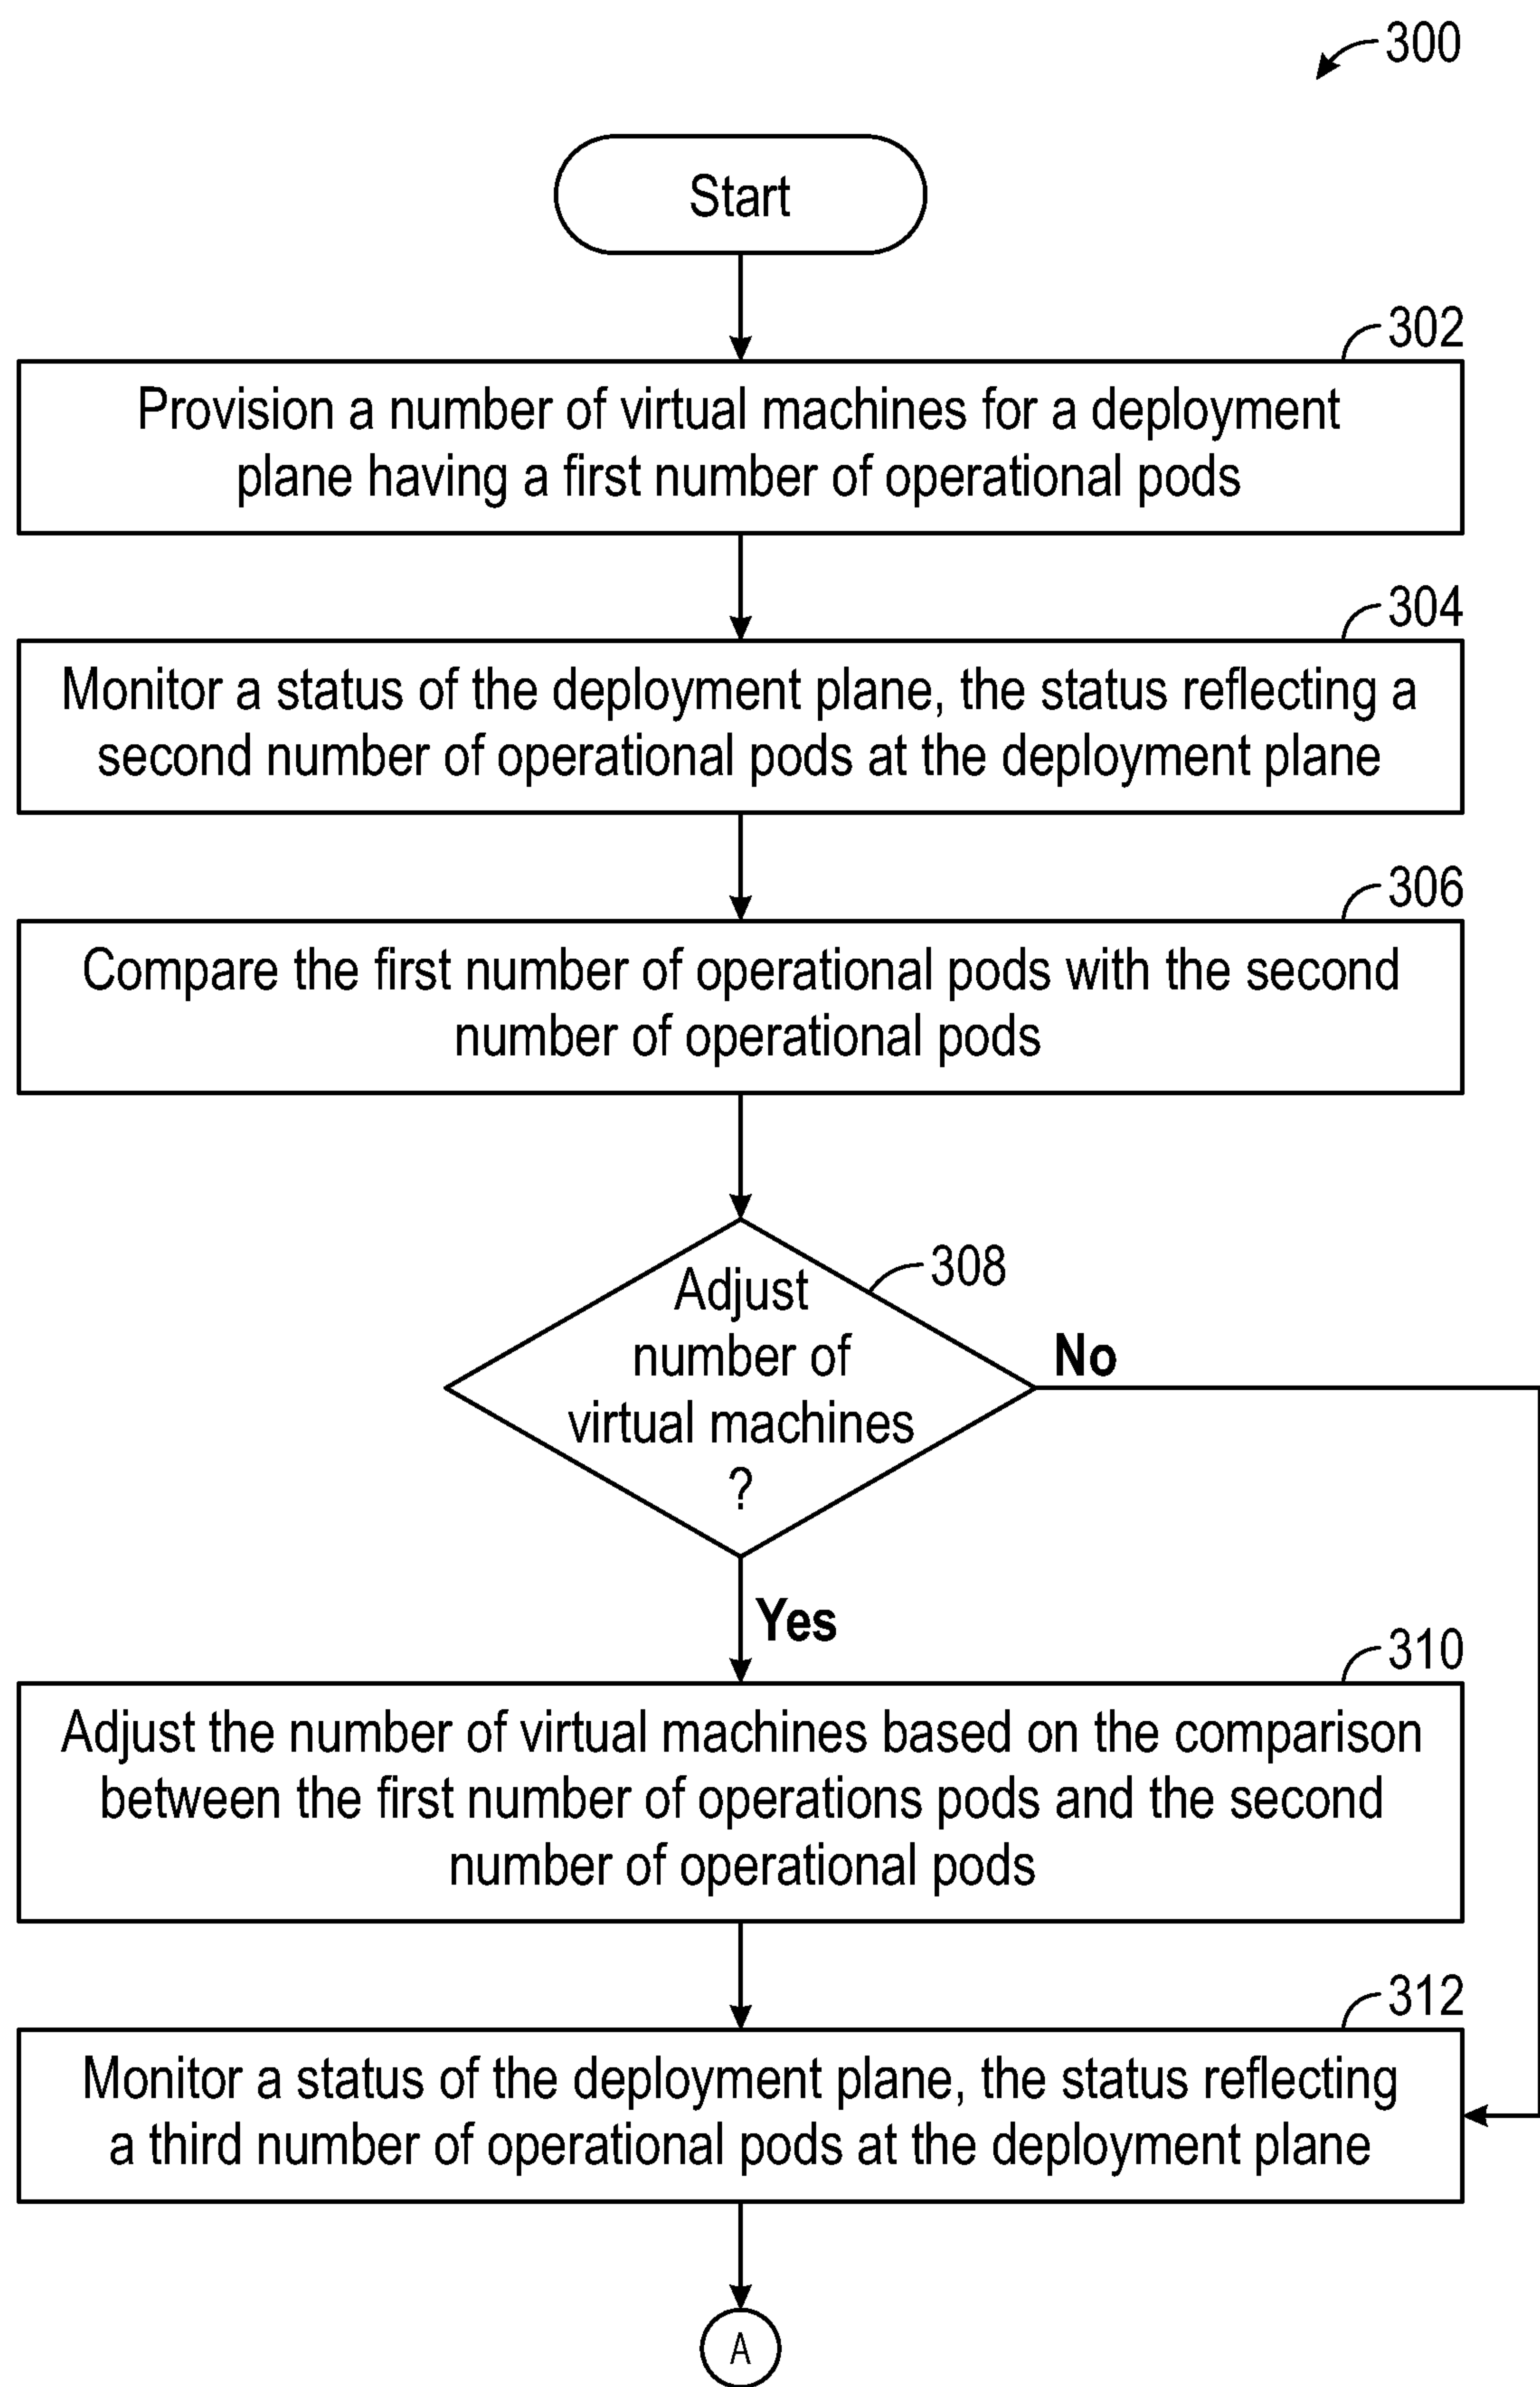 300
Start
302
Provision a number of virtual machines for a deployment
plane having a first number of operational pods
304
Monitor a status of the deployment plane, the status reflecting a
second number of operational pods at the deployment plane
306
Compare the first number of operational pods with the second
number of operational pods
308
Adjust
number of
virtual machines
?
No
Yes
310
Adjust the number of virtual machines based on the comparison
between the first number of operations pods and the second
number of operational pods
312
Monitor a status of the deployment plane, the status reflecting
a third number of operational pods at the deployment plane
A